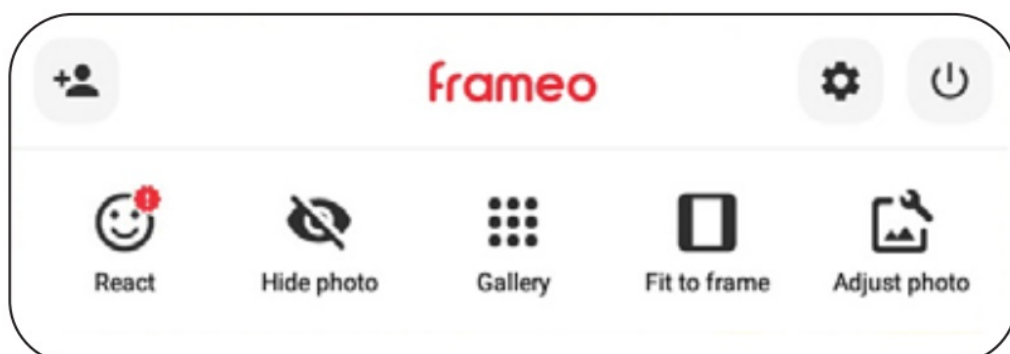 frameo
React
Hide photo
Gallery
Fit to frame
Adjust photo